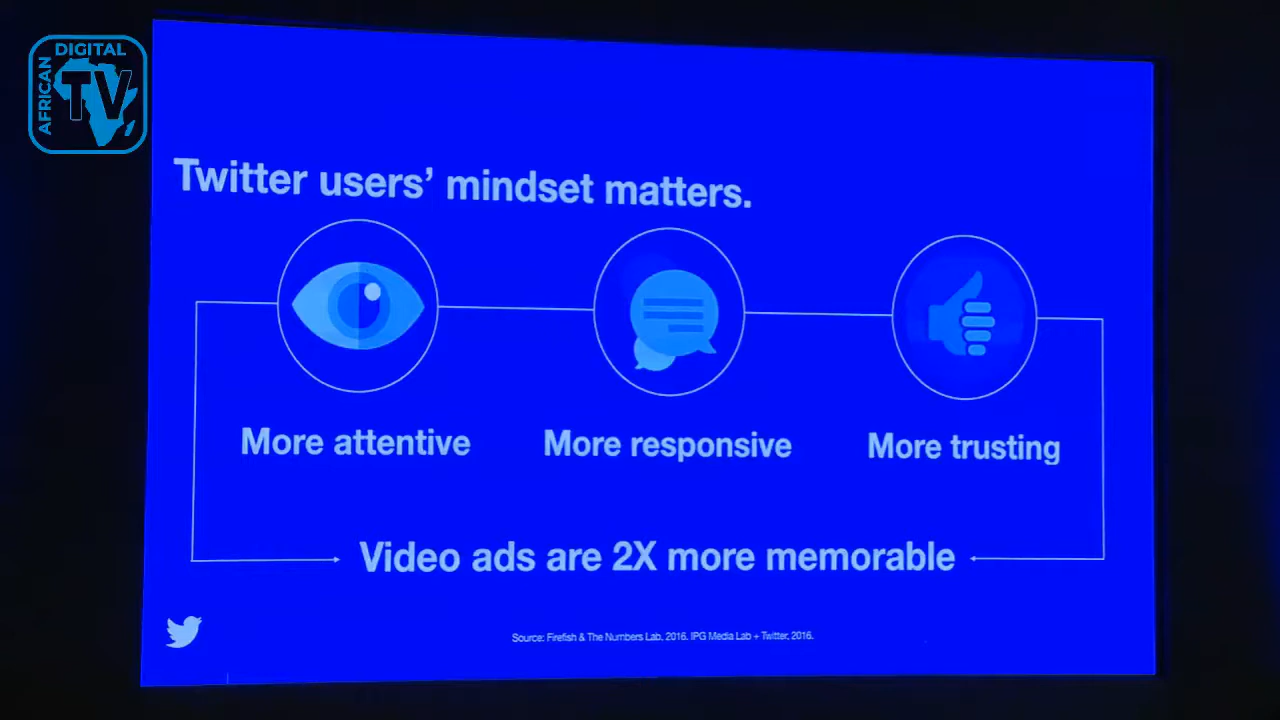 AFRICAN
DIGITAL
TV
Twitter users’ mindset matters.
More attentive
More responsive
More trusting
Video ads are 2X more memorable
Source: Firefish & The Numbers Lab, 2016. IPG Media Lab + Twitter, 2016.